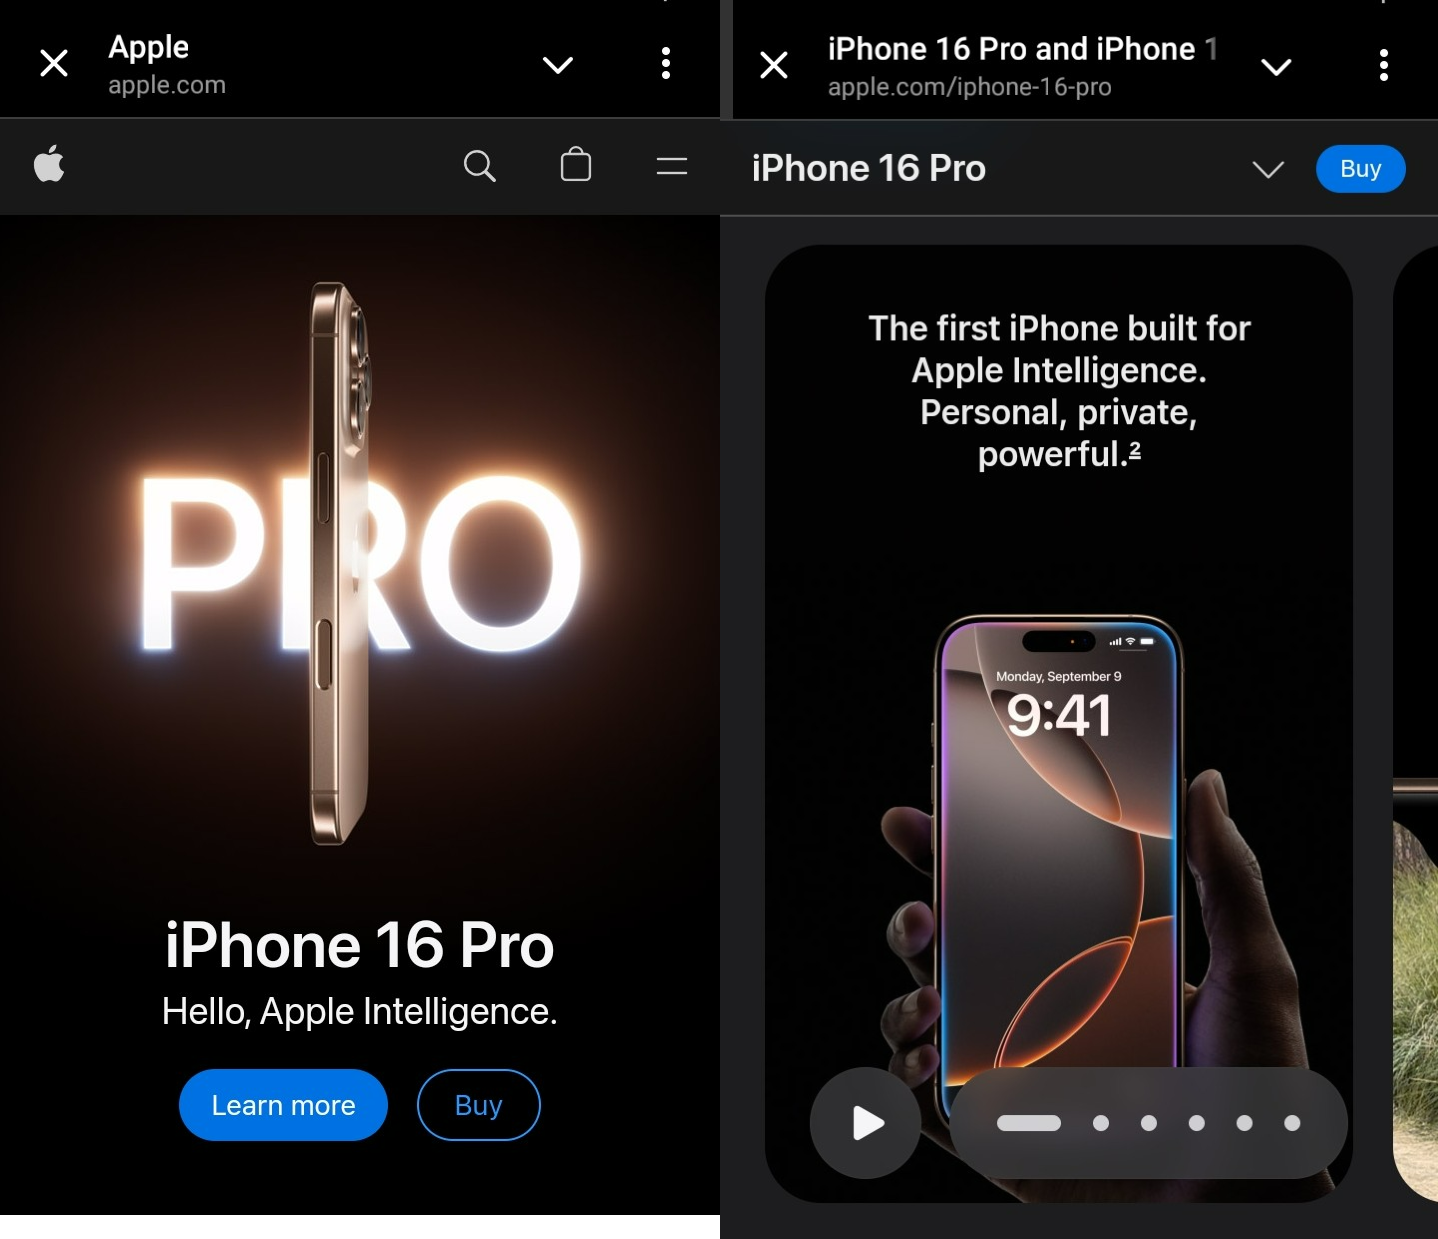 Apple
apple.com
PRO
iPhone 16 Pro
Hello, Apple Intelligence.
Learn more
Buy
iPhone 16 Pro and iPhone 1
apple.com/iphone-16-pro
iPhone 16 Pro
Buy
The first iPhone built for
Apple Intelligence.
Personal, private,
powerful.²
Monday, September 9
9:41